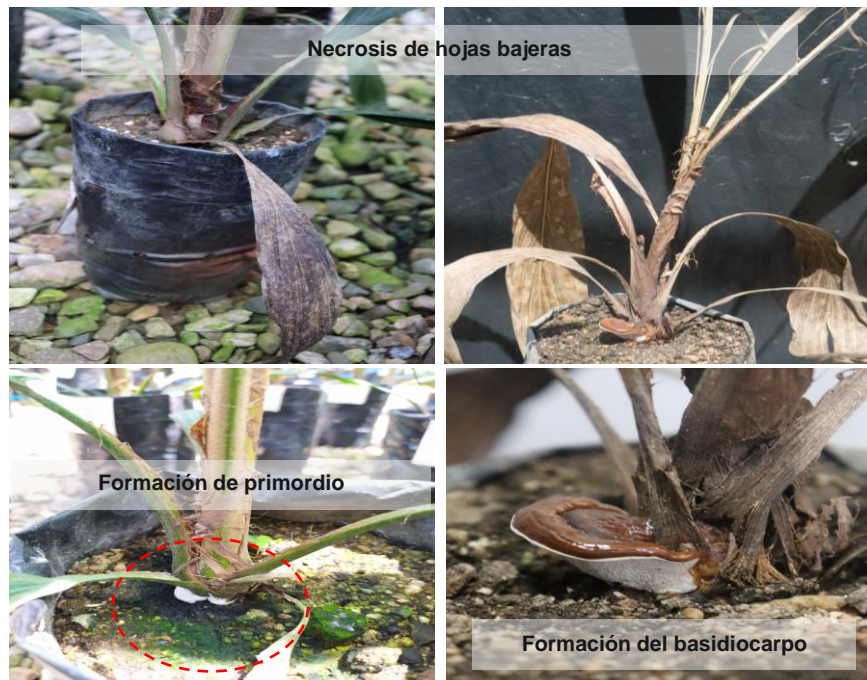 Necrosis de hojas bajeras
Formación de primordio
Formación del basidiocarpo